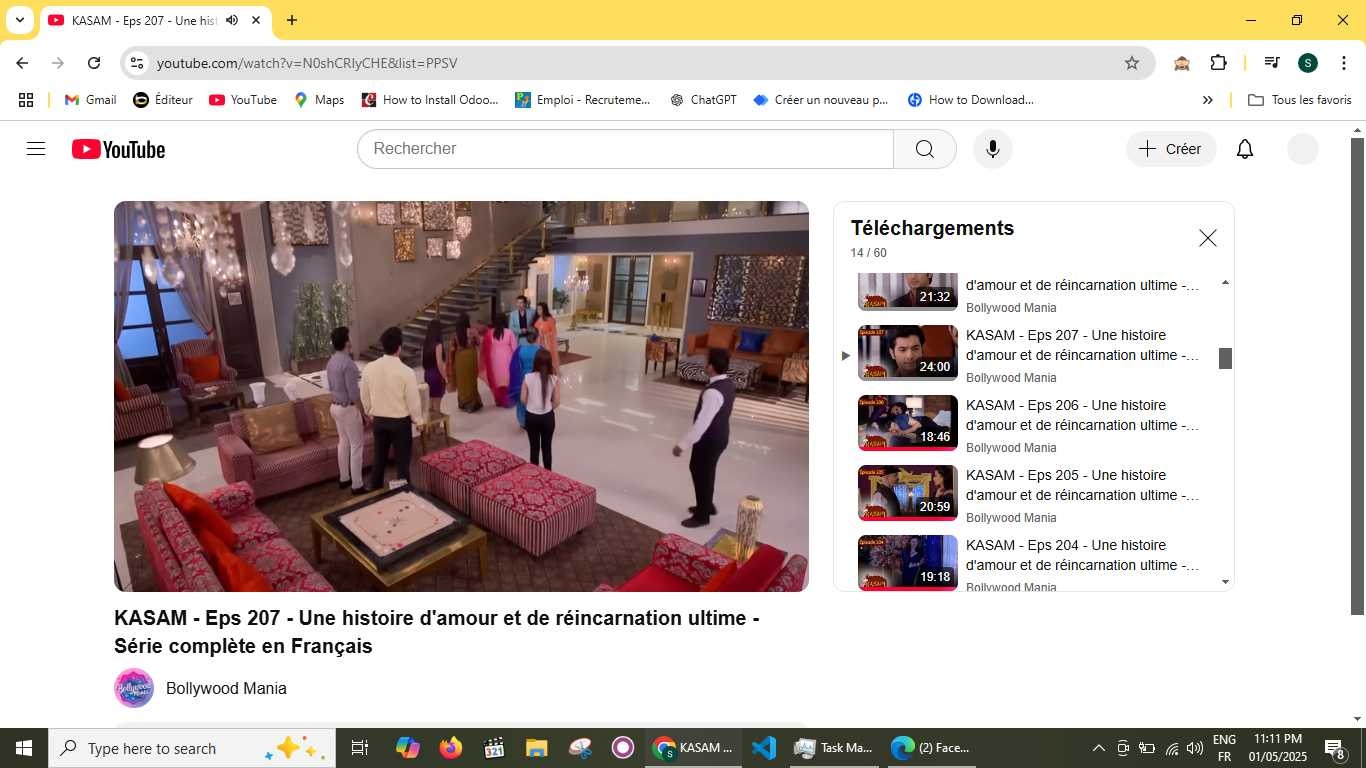 KASAM - Eps 207 - Une hist
youtube.com/watch?v=N0shCRlyCHE&list=PPSV
S
Gmail
Éditeur
YouTube
Maps
How to Install Odoo...
Emploi - Recruteme...
ChatGPT
Créer un nouveau p...
How to Download...
Tous les favoris
YouTube
Rechercher
Créer
Téléchargements
14 / 60
21:32
d'amour et de réincarnation ultime -...
Bollywood Mania
24:00
KASAM - Eps 207 - Une histoire
d'amour et de réincarnation ultime -...
Bollywood Mania
18:46
KASAM - Eps 206 - Une histoire
d'amour et de réincarnation ultime -...
Bollywood Mania
20:59
KASAM - Eps 205 - Une histoire
d'amour et de réincarnation ultime -...
Bollywood Mania
19:18
KASAM - Eps 204 - Une histoire
d'amour et de réincarnation ultime -...
Bollywood Mania
KASAM - Eps 207 - Une histoire d'amour et de réincarnation ultime -
Série complète en Français
Bollywood Mania
Type here to search
321
KASAM ...
Task Ma...
(2) Face...
ENG
FR
11:11 PM
01/05/2025
8